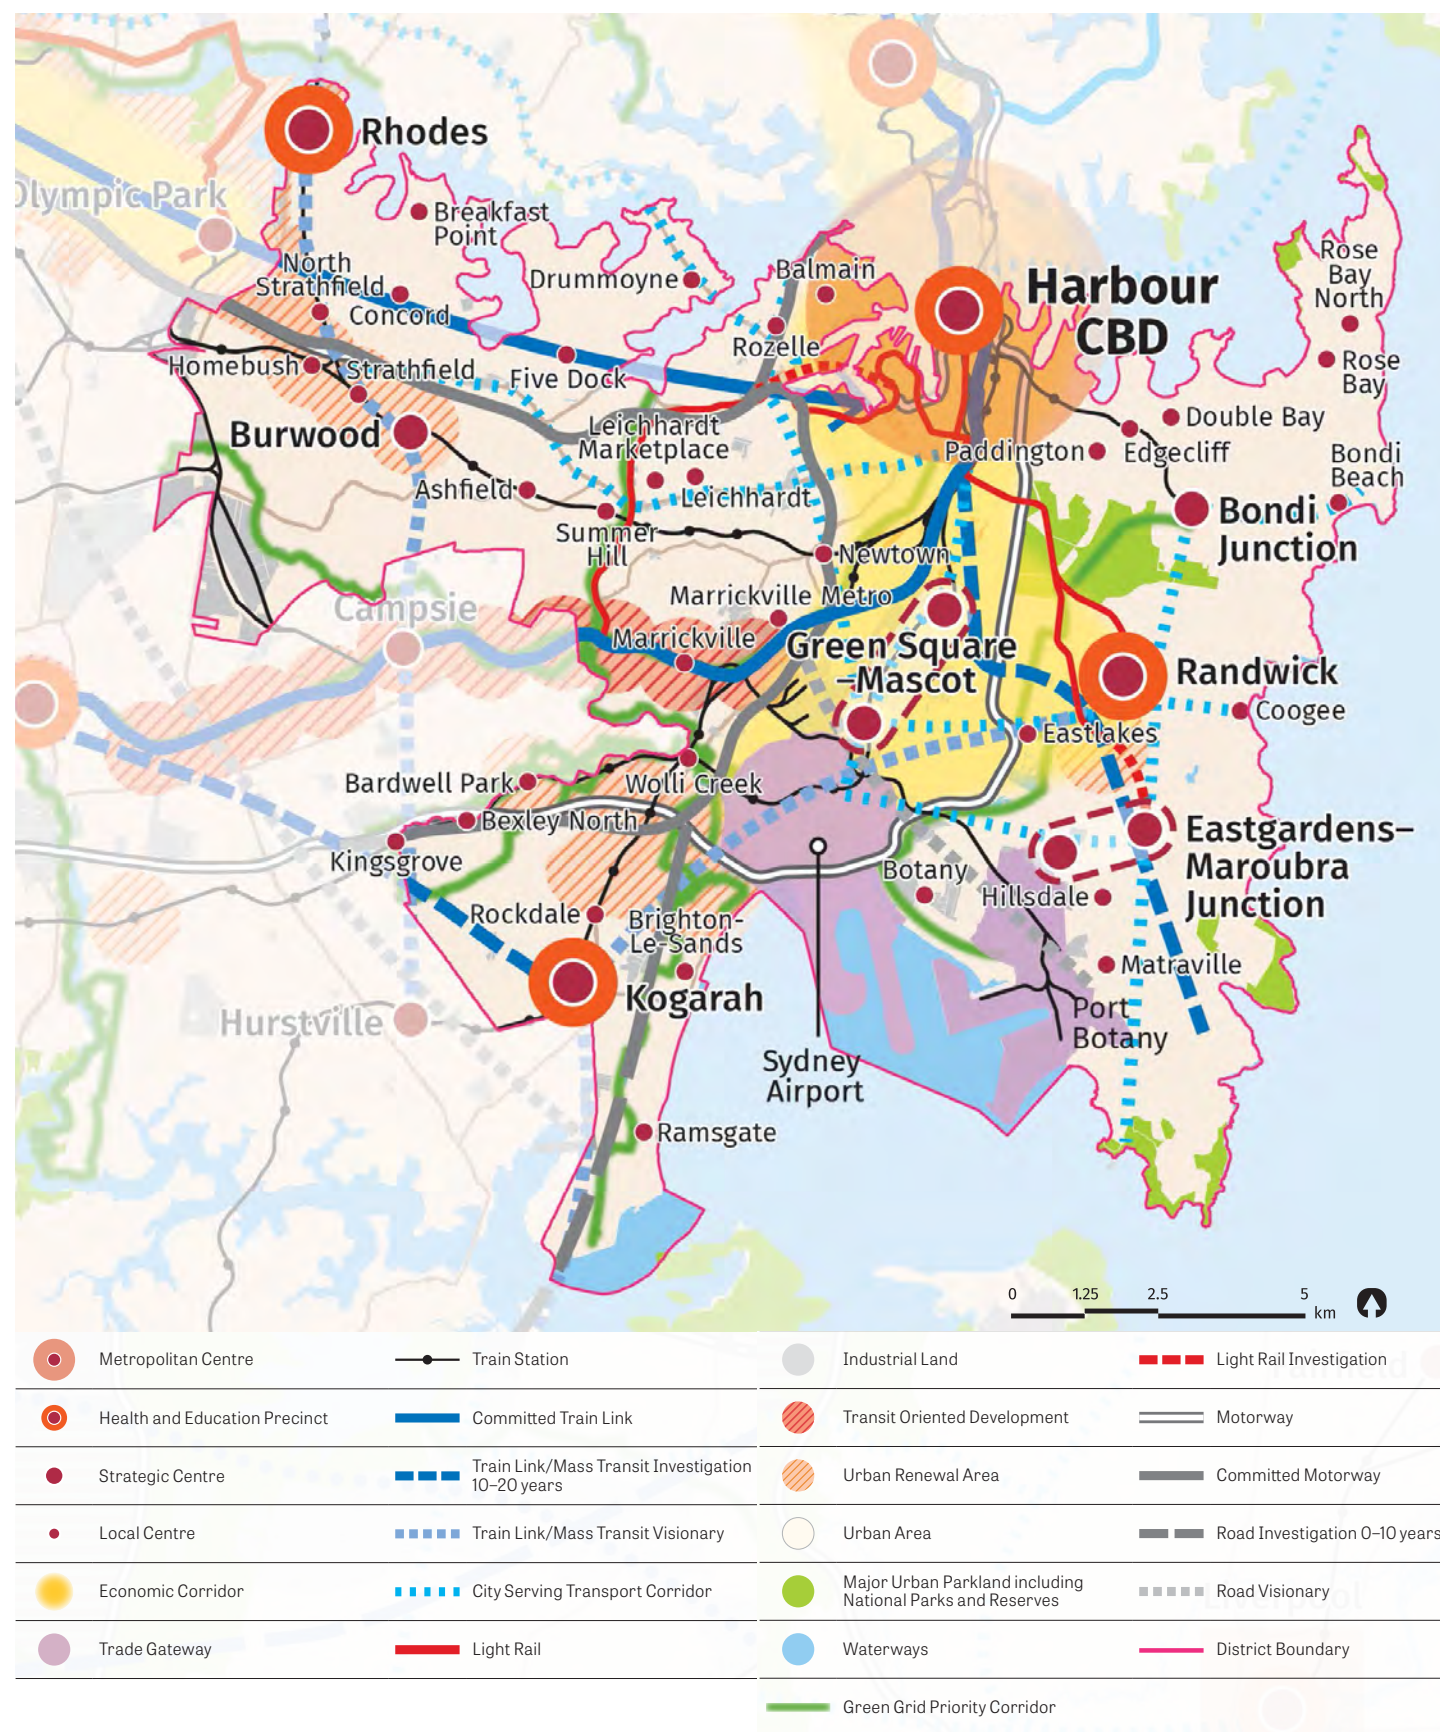 Rhodes
Olympic Park
Breakfast
Point
North
Strathfield
Concord
Drummoyne
Balmain
Harbour
CBD
Rose
Bay
North
Rozelle
Homebush
Strathfield
Five Dock
Rose
Bay
Burwood
Leichhardt
Marketplace
Double Bay
Paddington
Edgecliff
Bondi
Beach
Ashfield
Leichhardt
Bondi
Junction
Summer
Hill
Newtown
Campsie
Marrickville Metro
Marrickville
Green Square
–Mascot
Randwick
Coogee
Eastlakes
Bardwell Park
Wolli Creek
Bexley North
Kingsgrove
Eastgardens–
Maroubra
Junction
Botany
Hillsdale
Rockdale
Brighton-
Le-Sands
Matraville
Kogarah
Port
Botany
Hurstville
Sydney
Airport
Ramsgate
0 1.25 2.5 5
km
Metropolitan Centre
Health and Education Precinct
Strategic Centre
Local Centre
Economic Corridor
Trade Gateway
Train Station
Committed Train Link
Train Link/Mass Transit Investigation
10–20 years
Train Link/Mass Transit Visionary
City Serving Transport Corridor
Light Rail
Industrial Land
Transit Oriented Development
Urban Renewal Area
Urban Area
Major Urban Parkland including
National Parks and Reserves
Waterways
Green Grid Priority Corridor
Light Rail Investigation
Motorway
Committed Motorway
Road Investigation 0–10 years
Road Visionary
District Boundary
Fairfield
Liverpool